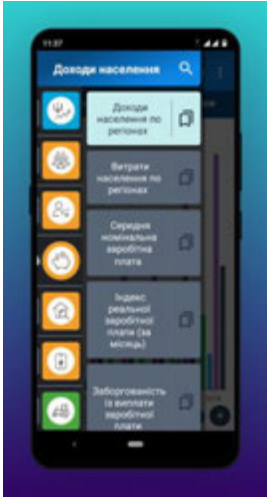 11:37
Доходи населення
Доходи
населення по
регіонах
Витрати
населення по
регіонах
Середня
номінальна
заробітна
плата
Індекс
реальної
заробітної
плати (за
місяць)
Заборгованість
із виплати
заробітної
плати